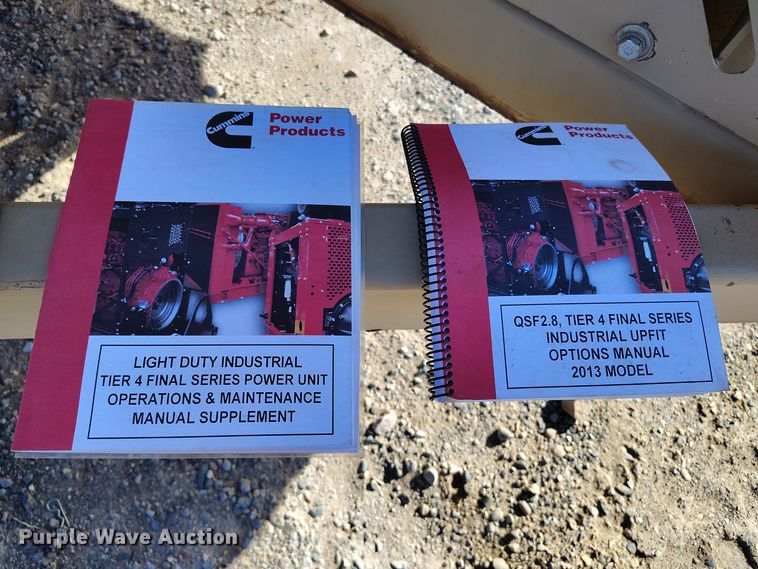 Cummins
Power
Products
LIGHT DUTY INDUSTRIAL
TIER 4 FINAL SERIES POWER UNIT
OPERATIONS & MAINTENANCE
MANUAL SUPPLEMENT
Cummins
Power
Products
QSF2.8, TIER 4 FINAL SERIES
INDUSTRIAL UPFIT
OPTIONS MANUAL
2013 MODEL
Purple Wave Auction